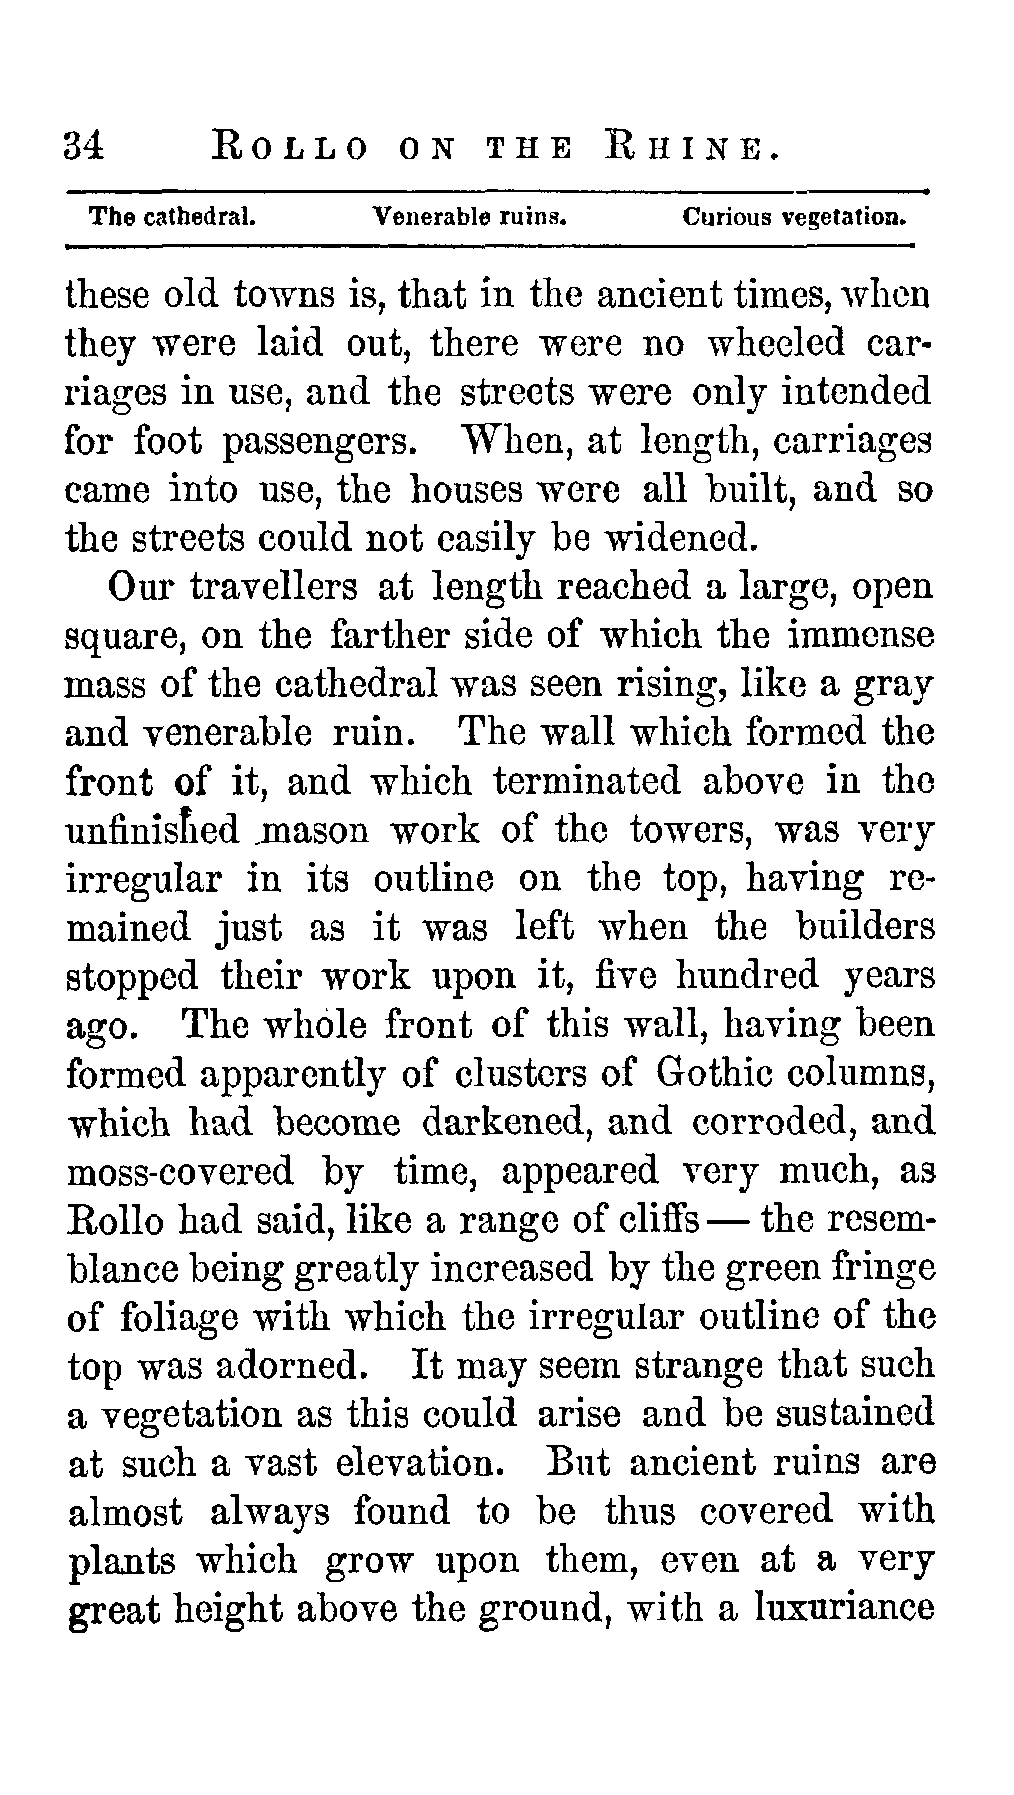 34 ROLLO ON THE RHINE.
The cathedral. Venerable ruins. Curious vegetation.
these old towns is, that in the ancient times, when
they were laid out, there were no wheeled car-
riages in use, and the streets were only intended
for foot passengers. When, at length, carriages
came into use, the houses were all built, and so
the streets could not easily be widened.
Our travellers at length reached a large, open
square, on the farther side of which the immense
mass of the cathedral was seen rising, like a gray
and venerable ruin. The wall which formed the
front of it, and which terminated above in the
unfinished mason work of the towers, was very
irregular in its outline on the top, having re-
mained just as it was left when the builders
stopped their work upon it, five hundred years
ago. The whole front of this wall, having been
formed apparently of clusters of Gothic columns,
which had become darkened, and corroded, and
moss-covered by time, appeared very much, as
Rollo had said, like a range of cliffs — the resem-
blance being greatly increased by the green fringe
of foliage with which the irregular outline of the
top was adorned. It may seem strange that such
a vegetation as this could arise and be sustained
at such a vast elevation. But ancient ruins are
almost always found to be thus covered with
plants which grow upon them, even at a very
great height above the ground, with a luxuriance